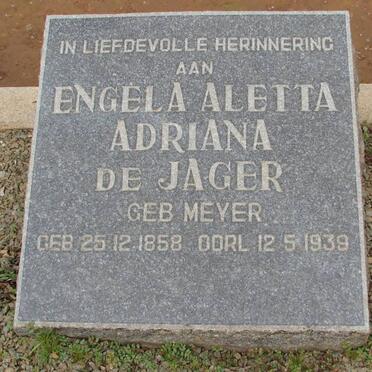 IN LIEFDEVOLLE HERINNERING
AAN
ENGELA ALETTA
ADRIANA
DE JAGER
GEB MEYER
GEB 25.12.1858 OORL 12.5.1939